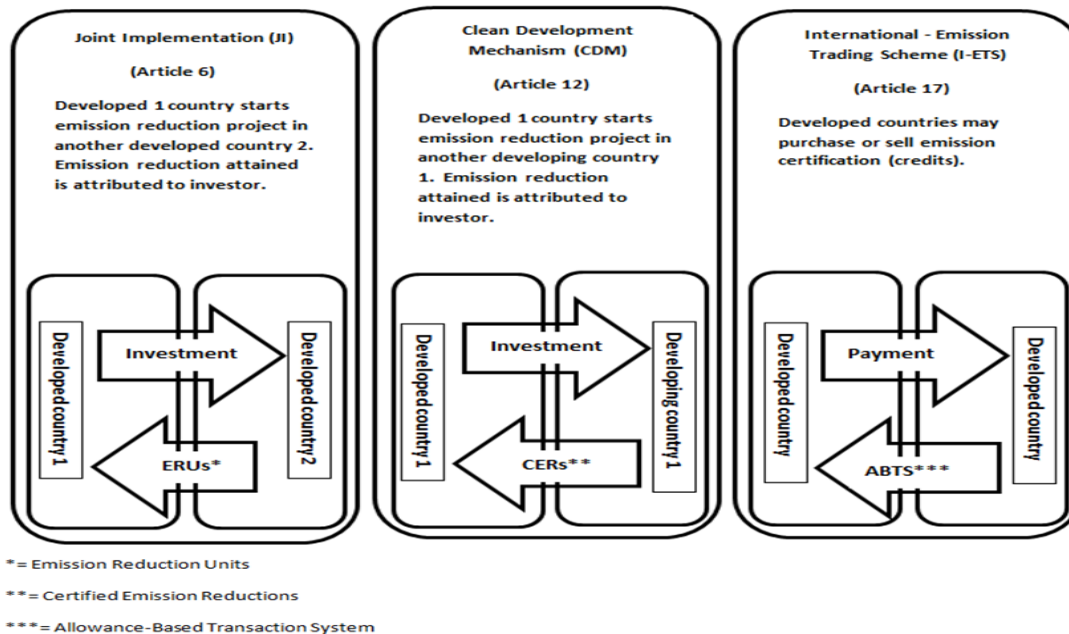 Joint Implementation (JI)
(Article 6)
Developed 1 country starts
emission reduction project in
another developed country 2.
Emission reduction attained
is attributed to investor.
Developed country 1
Investment
ERUs*
Developed country 2
Clean Development
Mechanism (CDM)
(Article 12)
Developed 1 country starts
emission reduction project in
another developing country
1. Emission reduction
attained is attributed to
investor.
Developed country 1
Investment
CERs**
Developing country 1
International - Emission
Trading Scheme (I-ETS)
(Article 17)
Developed countries may
purchase or sell emission
certification (credits).
Developed country
Payment
ABTS***
Developed country
*= Emission Reduction Units
**= Certified Emission Reductions
***= Allowance-Based Transaction System